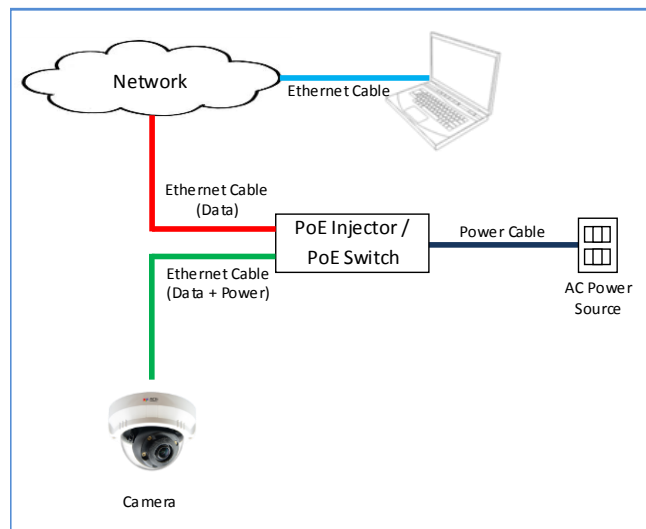 Network
Ethernet Cable
Ethernet Cable
(Data)
PoE Injector /
PoE Switch
Power Cable
Ethernet Cable
(Data + Power)
AC Power
Source
Camera